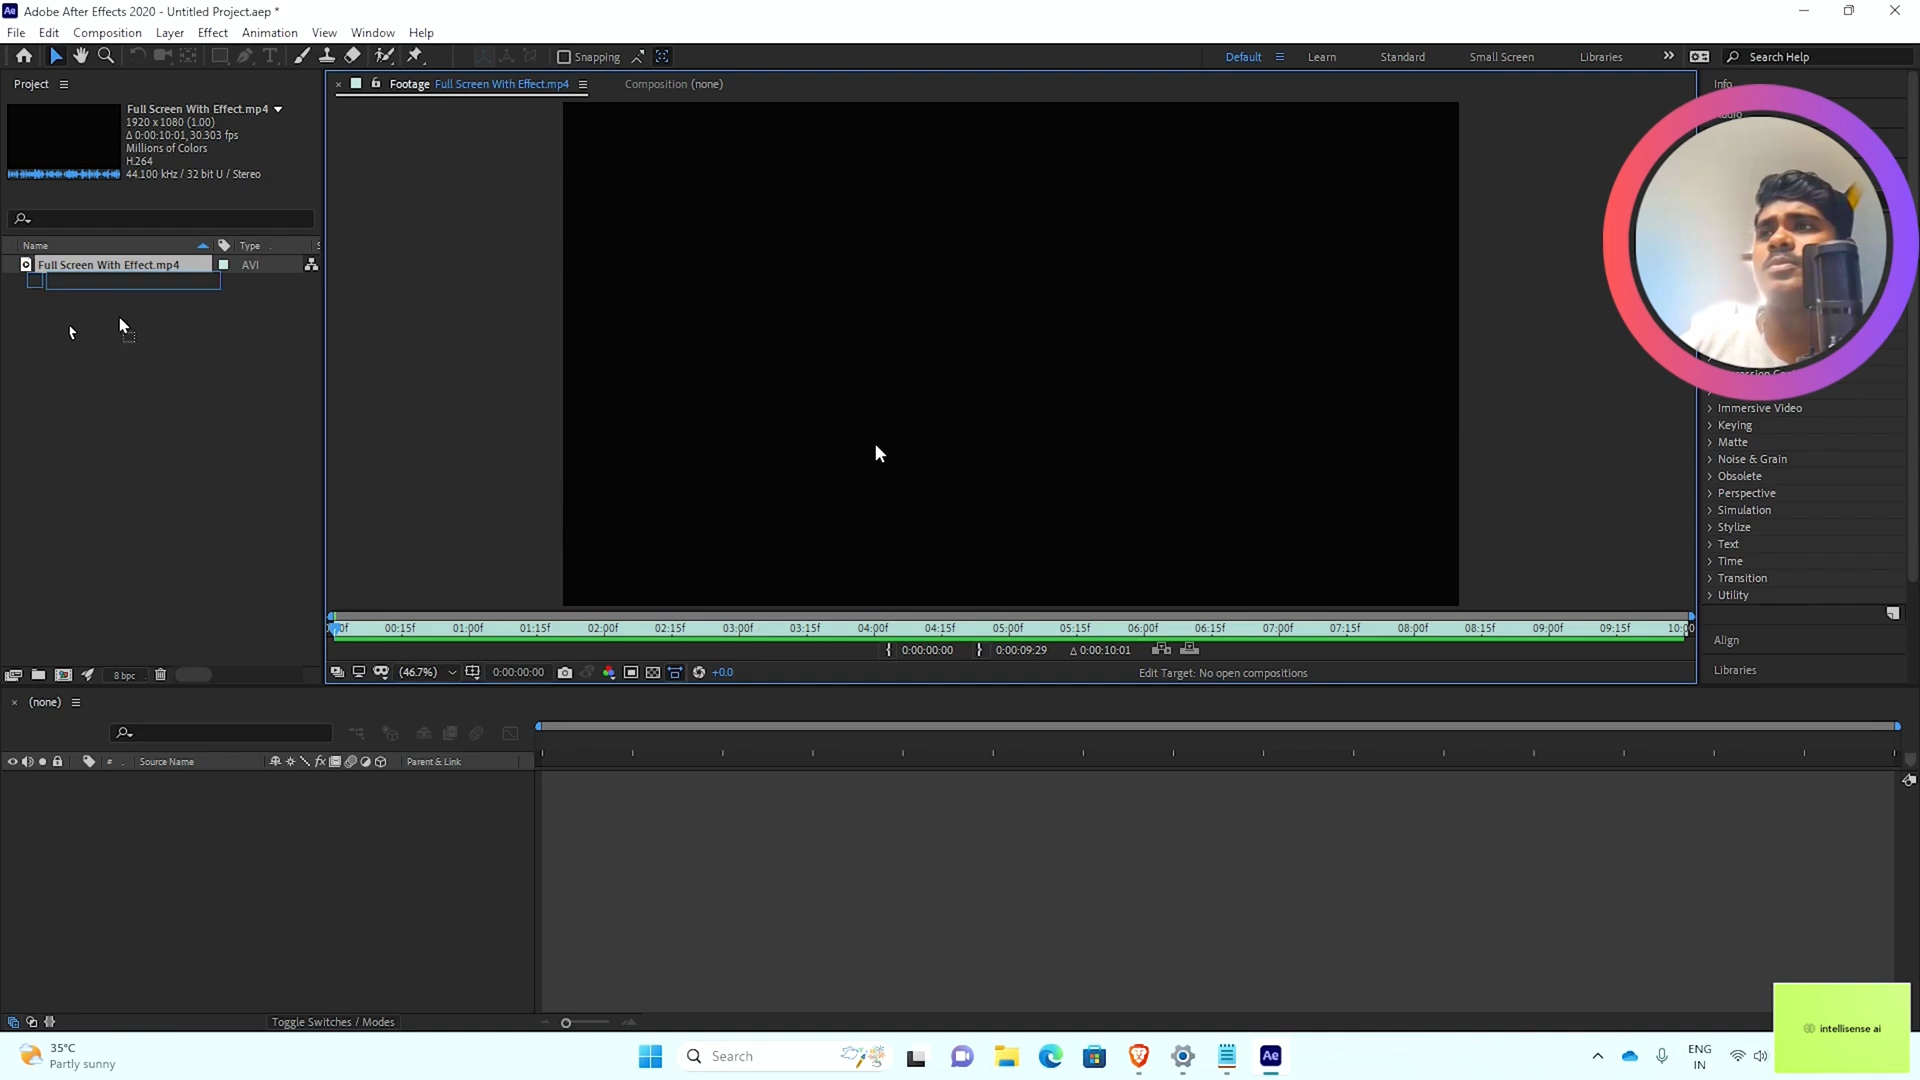 Adobe After Effects 2020 - Untitled Project.aep *
File Edit Composition Layer Effect Animation View Window Help
Snapping
Default Learn Standard Small Screen Libraries Search Help
Project
Footage Full Screen With Effect.mp4
Composition (none)
Info
Full Screen With Effect.mp4
1920 x 1080 (1.00)
Δ 0:00:10:01, 30.303 fps
Millions of Colors
H.264
44.100 kHz / 32 bit U / Stereo
Name Type
Full Screen With Effect.mp4 AVI
Immersive Video
Keying
Matte
Noise & Grain
Obsolete
Perspective
Simulation
Stylize
Text
Time
Transition
Utility
Align
Libraries
00:15f 01:00f 01:15f 02:00f 02:15f 03:00f 03:15f 04:00f 04:15f 05:00f 05:15f 06:00f 06:15f 07:00f 07:15f 08:00f 08:15f 09:00f 09:15f 10:00
0:00:00:00 0:00:09:29 Δ 0:00:10:01
8 bpc
(46.7%) 0:00:00:00 +0.0 Edit Target: No open compositions
(none)
# Source Name fx Parent & Link
Toggle Switches / Modes
intellisense ai
35°C
Partly sunny
Search
Ae
ENG
IN